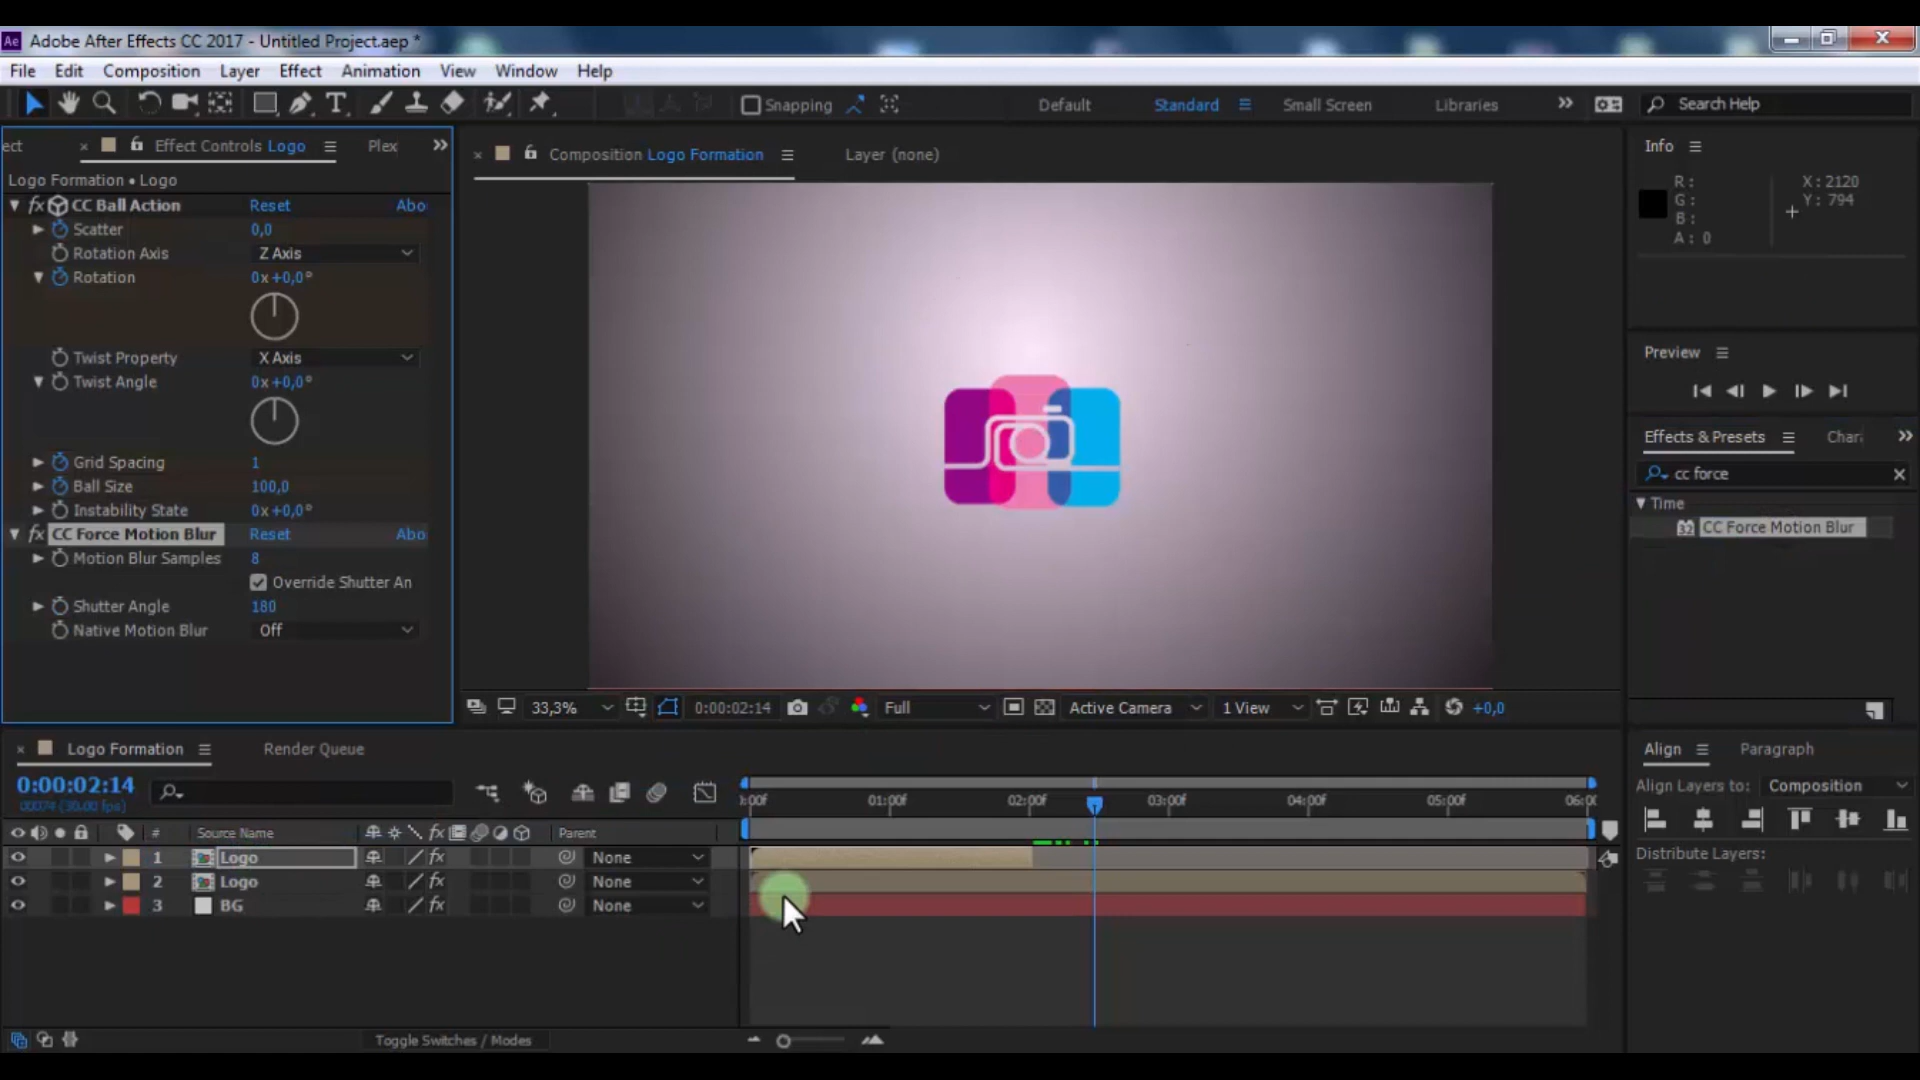 Ae Adobe After Effects CC 2017 - Untitled Project.aep *
File Edit Composition Layer Effect Animation View Window Help
T Snapping Default Standard Small Screen Libraries Search Help
ect Effect Controls Logo Plex
Composition Logo Formation Layer (none)
Info
Logo Formation • Logo
R : X : 2120
G : Y : 794
B :
A : 0
fx CC Ball Action Reset Abo
Scatter 0,0
Rotation Axis Z Axis
Rotation 0x+0,0°
Twist Property X Axis
Twist Angle 0x+0,0°
Grid Spacing 1
Ball Size 100,0
Instability State 0x+0,0°
fx CC Force Motion Blur Reset Abo
Motion Blur Samples 8
Override Shutter An
Shutter Angle 180
Native Motion Blur Off
Preview
Effects & Presets Char
cc force
Time
32 CC Force Motion Blur
33,3% 0:00:02:14 Full Active Camera 1 View +0,0
Logo Formation Render Queue
0:00:02:14
00074 (30.00 fps)
:00f 01:00f 02:00f 03:00f 04:00f 05:00f 06:0
# Source Name fx Parent
1 Logo fx None
2 Logo fx None
3 BG fx None
Toggle Switches / Modes
Align Paragraph
Align Layers to: Composition
Distribute Layers: